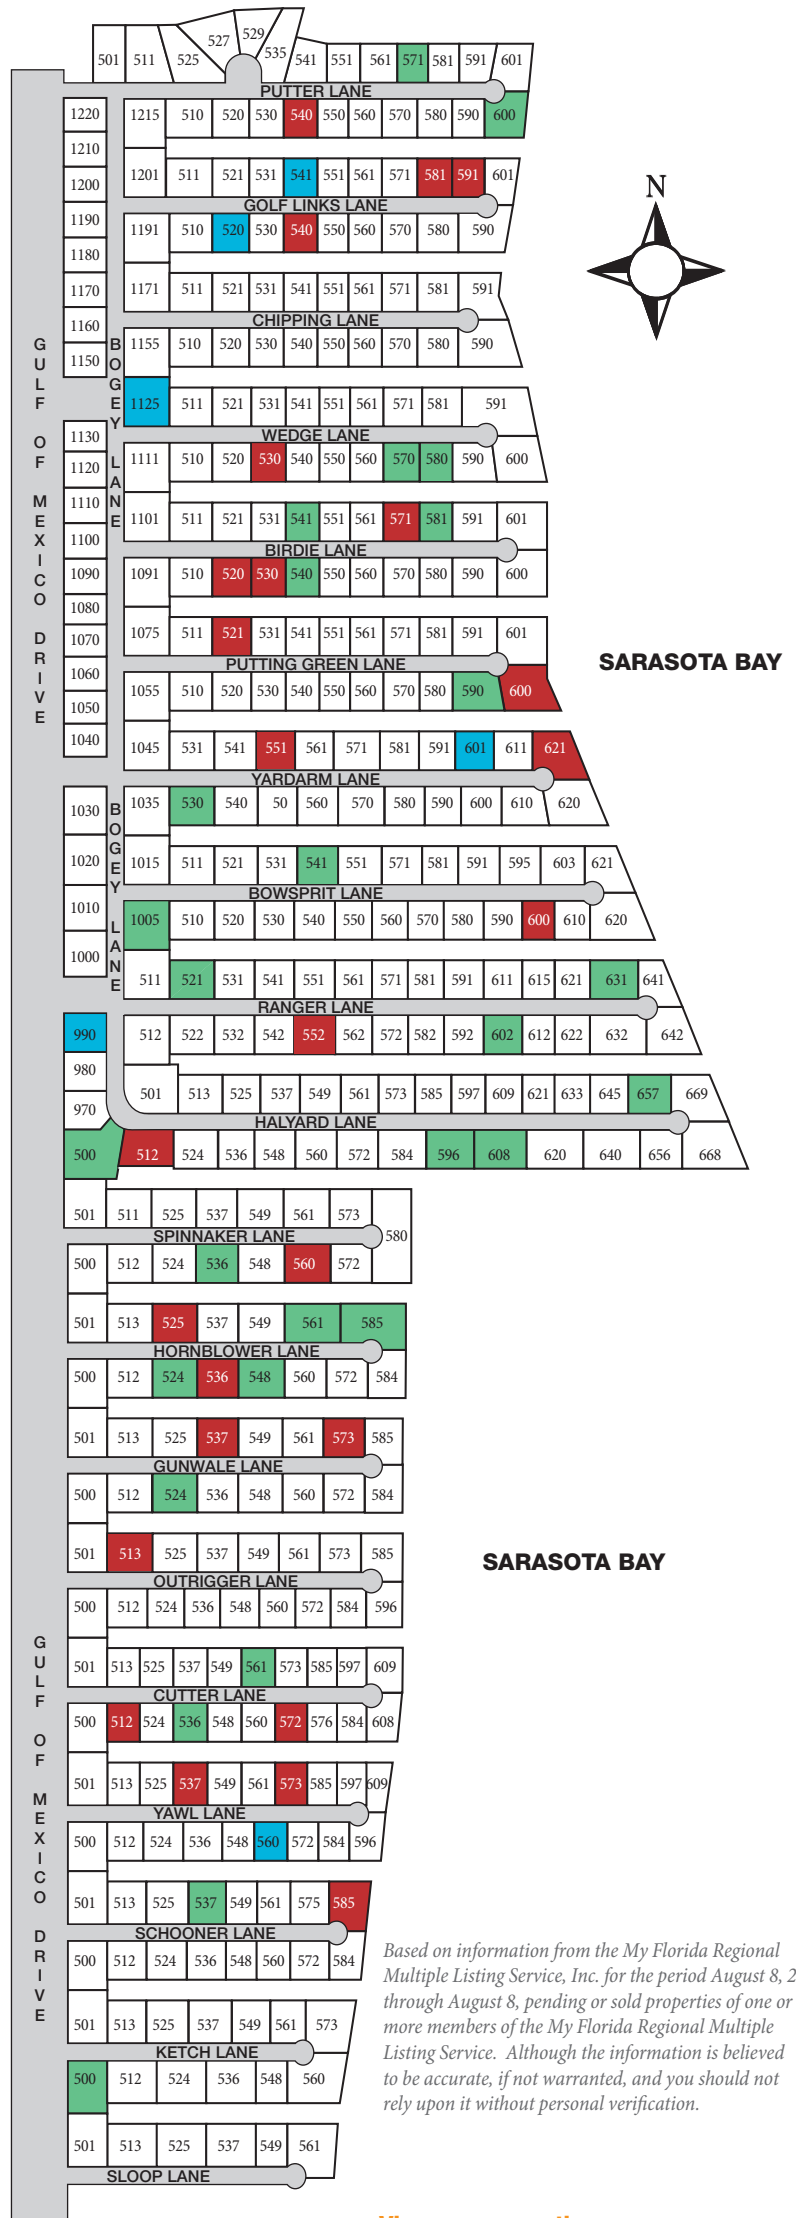 501 511 525 527 529 535 541 551 561 571 581 591 601
PUTTER LANE
1220 1215 510 520 530 540 550 560 570 580 590 600
1210
1200 1201 511 521 531 541 551 561 571 581 591 601
GOLF LINKS LANE
1190 1191 510 520 530 540 550 560 570 580 590
1180
1170 1171 511 521 531 541 551 561 571 581 591
CHIPPING LANE
1160 1155 510 520 530 540 550 560 570 580 590
1150
1125 511 521 531 541 551 561 571 581 591
WEDGE LANE
1130
1120 1111 510 520 530 540 550 560 570 580 590 600
1110
1101 511 521 531 541 551 561 571 581 591 601
1100
BIRDIE LANE
1090 1091 510 520 530 540 550 560 570 580 590 600
1080
1070 1075 511 521 531 541 551 561 571 581 591 601
PUTTING GREEN LANE
1060 1055 510 520 530 540 550 560 570 580 590 600
1050
1040 1045 531 541 551 561 571 581 591 601 611 621
YARDARM LANE
1030 1035 530 540 50 560 570 580 590 600 610 620
1020 1015 511 521 531 541 551 571 581 591 595 603 621
BOWSPRIT LANE
1010 1005 510 520 530 540 550 560 570 580 590 600 610 620
1000
511 521 531 541 551 561 571 581 591 611 615 621 631 641
RANGER LANE
990 512 522 532 542 552 562 572 582 592 602 612 622 632 642
980
970 501 513 525 537 549 561 573 585 597 609 621 633 645 657 669
HALYARD LANE
500 512 524 536 548 560 572 584 596 608 620 640 656 668
GULF OF MEXICO DRIVE
BOGEY LANE
BOGEY LANE
SARASOTA BAY
N
501 511 525 537 549 561 573 580
SPINNAKER LANE
500 512 524 536 548 560 572
501 513 525 537 549 561 585
HORNBLOWER LANE
500 512 524 536 548 560 572 584
501 513 525 537 549 561 573 585
GUNWALE LANE
500 512 524 536 548 560 572 584
501 513 525 537 549 561 573 585
OUTRIGGER LANE
500 512 524 536 548 560 572 584 596
501 513 525 537 549 561 573 585 597 609
CUTTER LANE
500 512 524 536 548 560 572 576 584 608
501 513 525 537 549 561 573 585 597 609
YAWL LANE
500 512 524 536 548 560 572 584 596
501 513 525 537 549 561 575 585
SCHOONER LANE
500 512 524 536 548 560 572 584
501 513 525 537 549 561 573
KETCH LANE
500 512 524 536 548 560
501 513 525 537 549 561
SLOOP LANE
GULF OF MEXICO DRIVE
SARASOTA BAY
Based on information from the My Florida Regional
Multiple Listing Service, Inc. for the period August 8, 2
through August 8, pending or sold properties of one or
more members of the My Florida Regional Multiple
Listing Service. Although the information is believed
to be accurate, if not warranted, and you should not
rely upon it without personal verification.